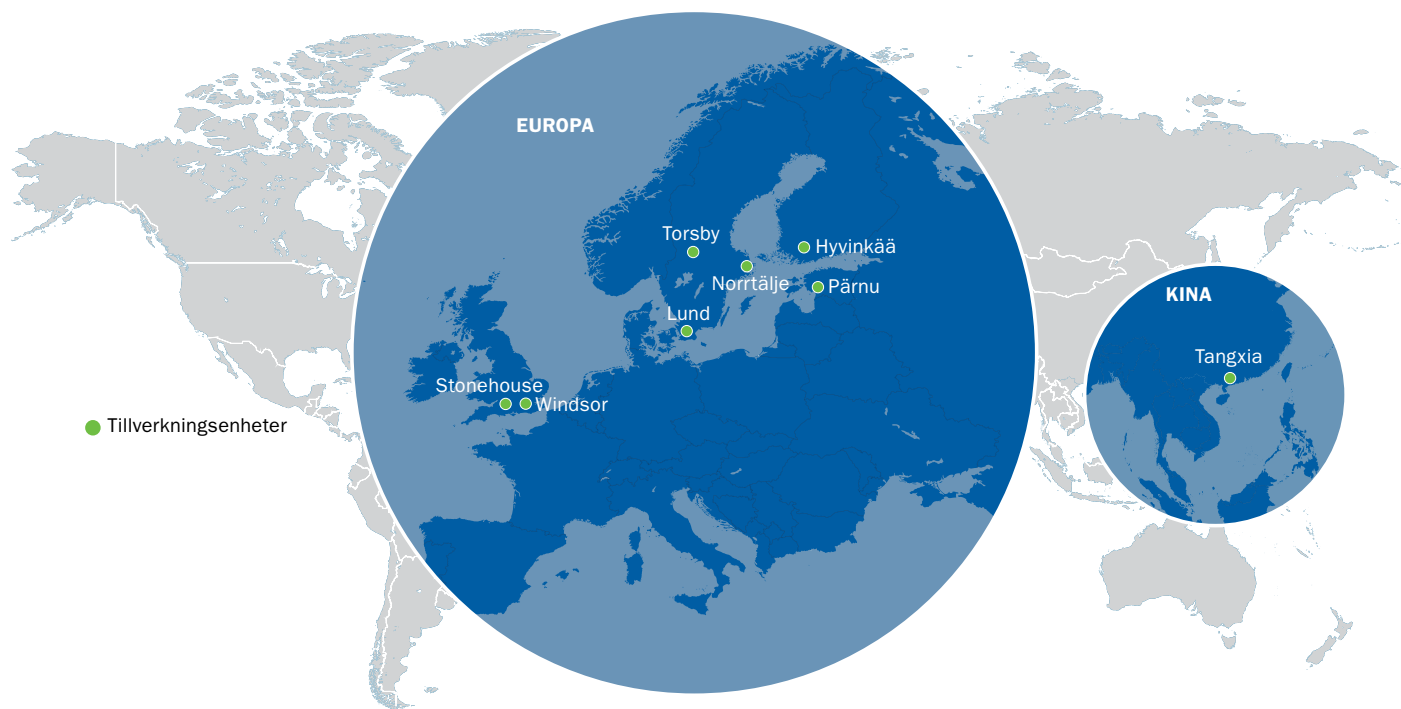 EUROPA
Torsby
Hyvinkää
Norrtälje
Pärnu
Lund
Stonehouse
Windsor
KINA
Tangxia
Tillverkningsenheter